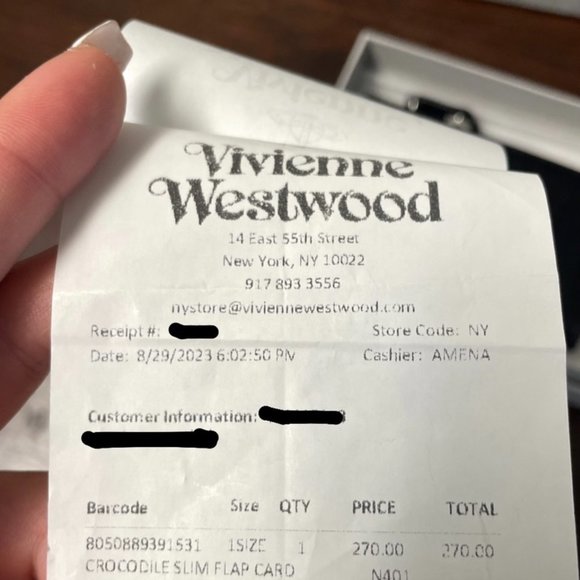 Vivienne
Vivienne
Westwood
14 East 55th Street
New York, NY 10022
917 893 3556
nystore@viviennewestwood.com
Receipt #: Store Code: NY
Date: 8/29/2023 6:02:50 PM Cashier: AMENA
Customer Information:
Barcode Size QTY PRICE TOTAL
8050889391531 1SIZE 1 270.00 270.00
CROCODILE SLIM FLAP CARD N401